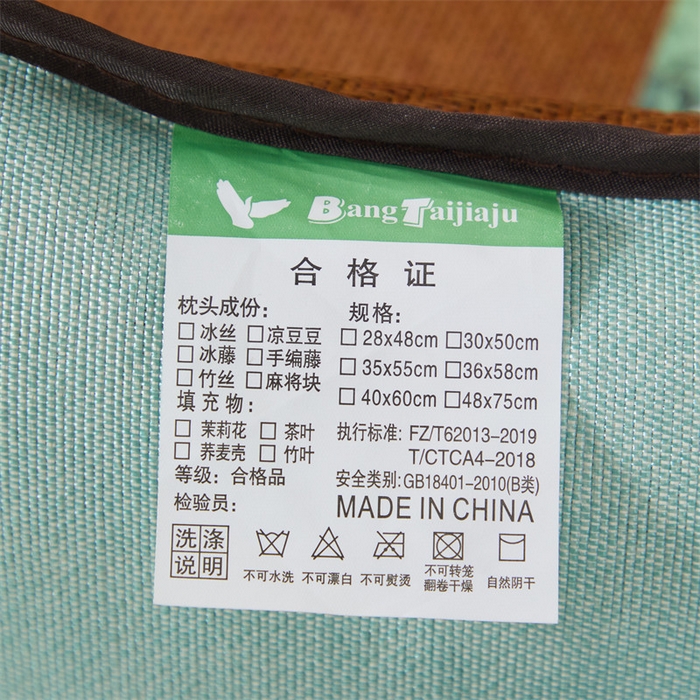 Bang Taijiaju
合格证
枕头成份：
□ 冰丝 □ 凉豆豆
□ 冰藤 □ 手编藤
□ 竹丝 □ 麻将块
填充物：
□ 茉莉花 □ 茶叶
□ 荞麦壳 □ 竹叶
等级：合格品
检验员：
规格：
□ 28x48cm □ 30x50cm
□ 35x55cm □ 36x58cm
□ 40x60cm □ 48x75cm
执行标准：FZ/T62013-2019
T/CTCA4-2018
安全类别：GB18401-2010(B类)
MADE IN CHINA
洗涤
说明
不可水洗 不可漂白 不可熨烫 不可转笼翻卷干燥 自然阴干